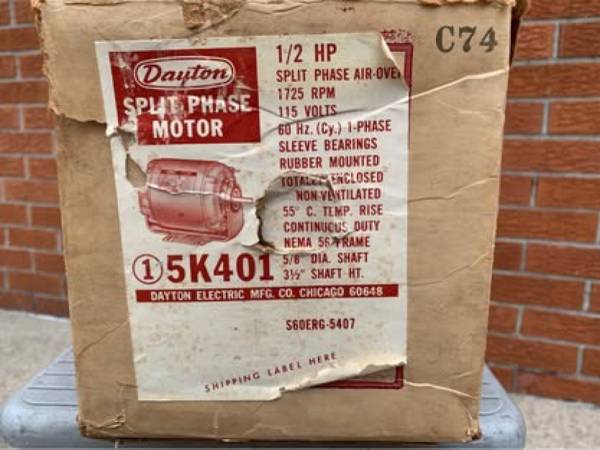 C74
Dayton
SPLIT PHASE
MOTOR
1/2 HP
SPLIT PHASE AIR-OVE
1725 RPM
115 VOLTS
60 Hz. (Cy.) 1-PHASE
SLEEVE BEARINGS
RUBBER MOUNTED
TOTALLY ENCLOSED
NON-VENTILATED
55° C. TEMP. RISE
CONTINUOUS DUTY
NEMA 56 FRAME
5/8 DIA. SHAFT
3½" SHAFT HT.
① 5K401
DAYTON ELECTRIC MFG. CO. CHICAGO 60648
S60ERG-5407
SHIPPING LABEL HERE